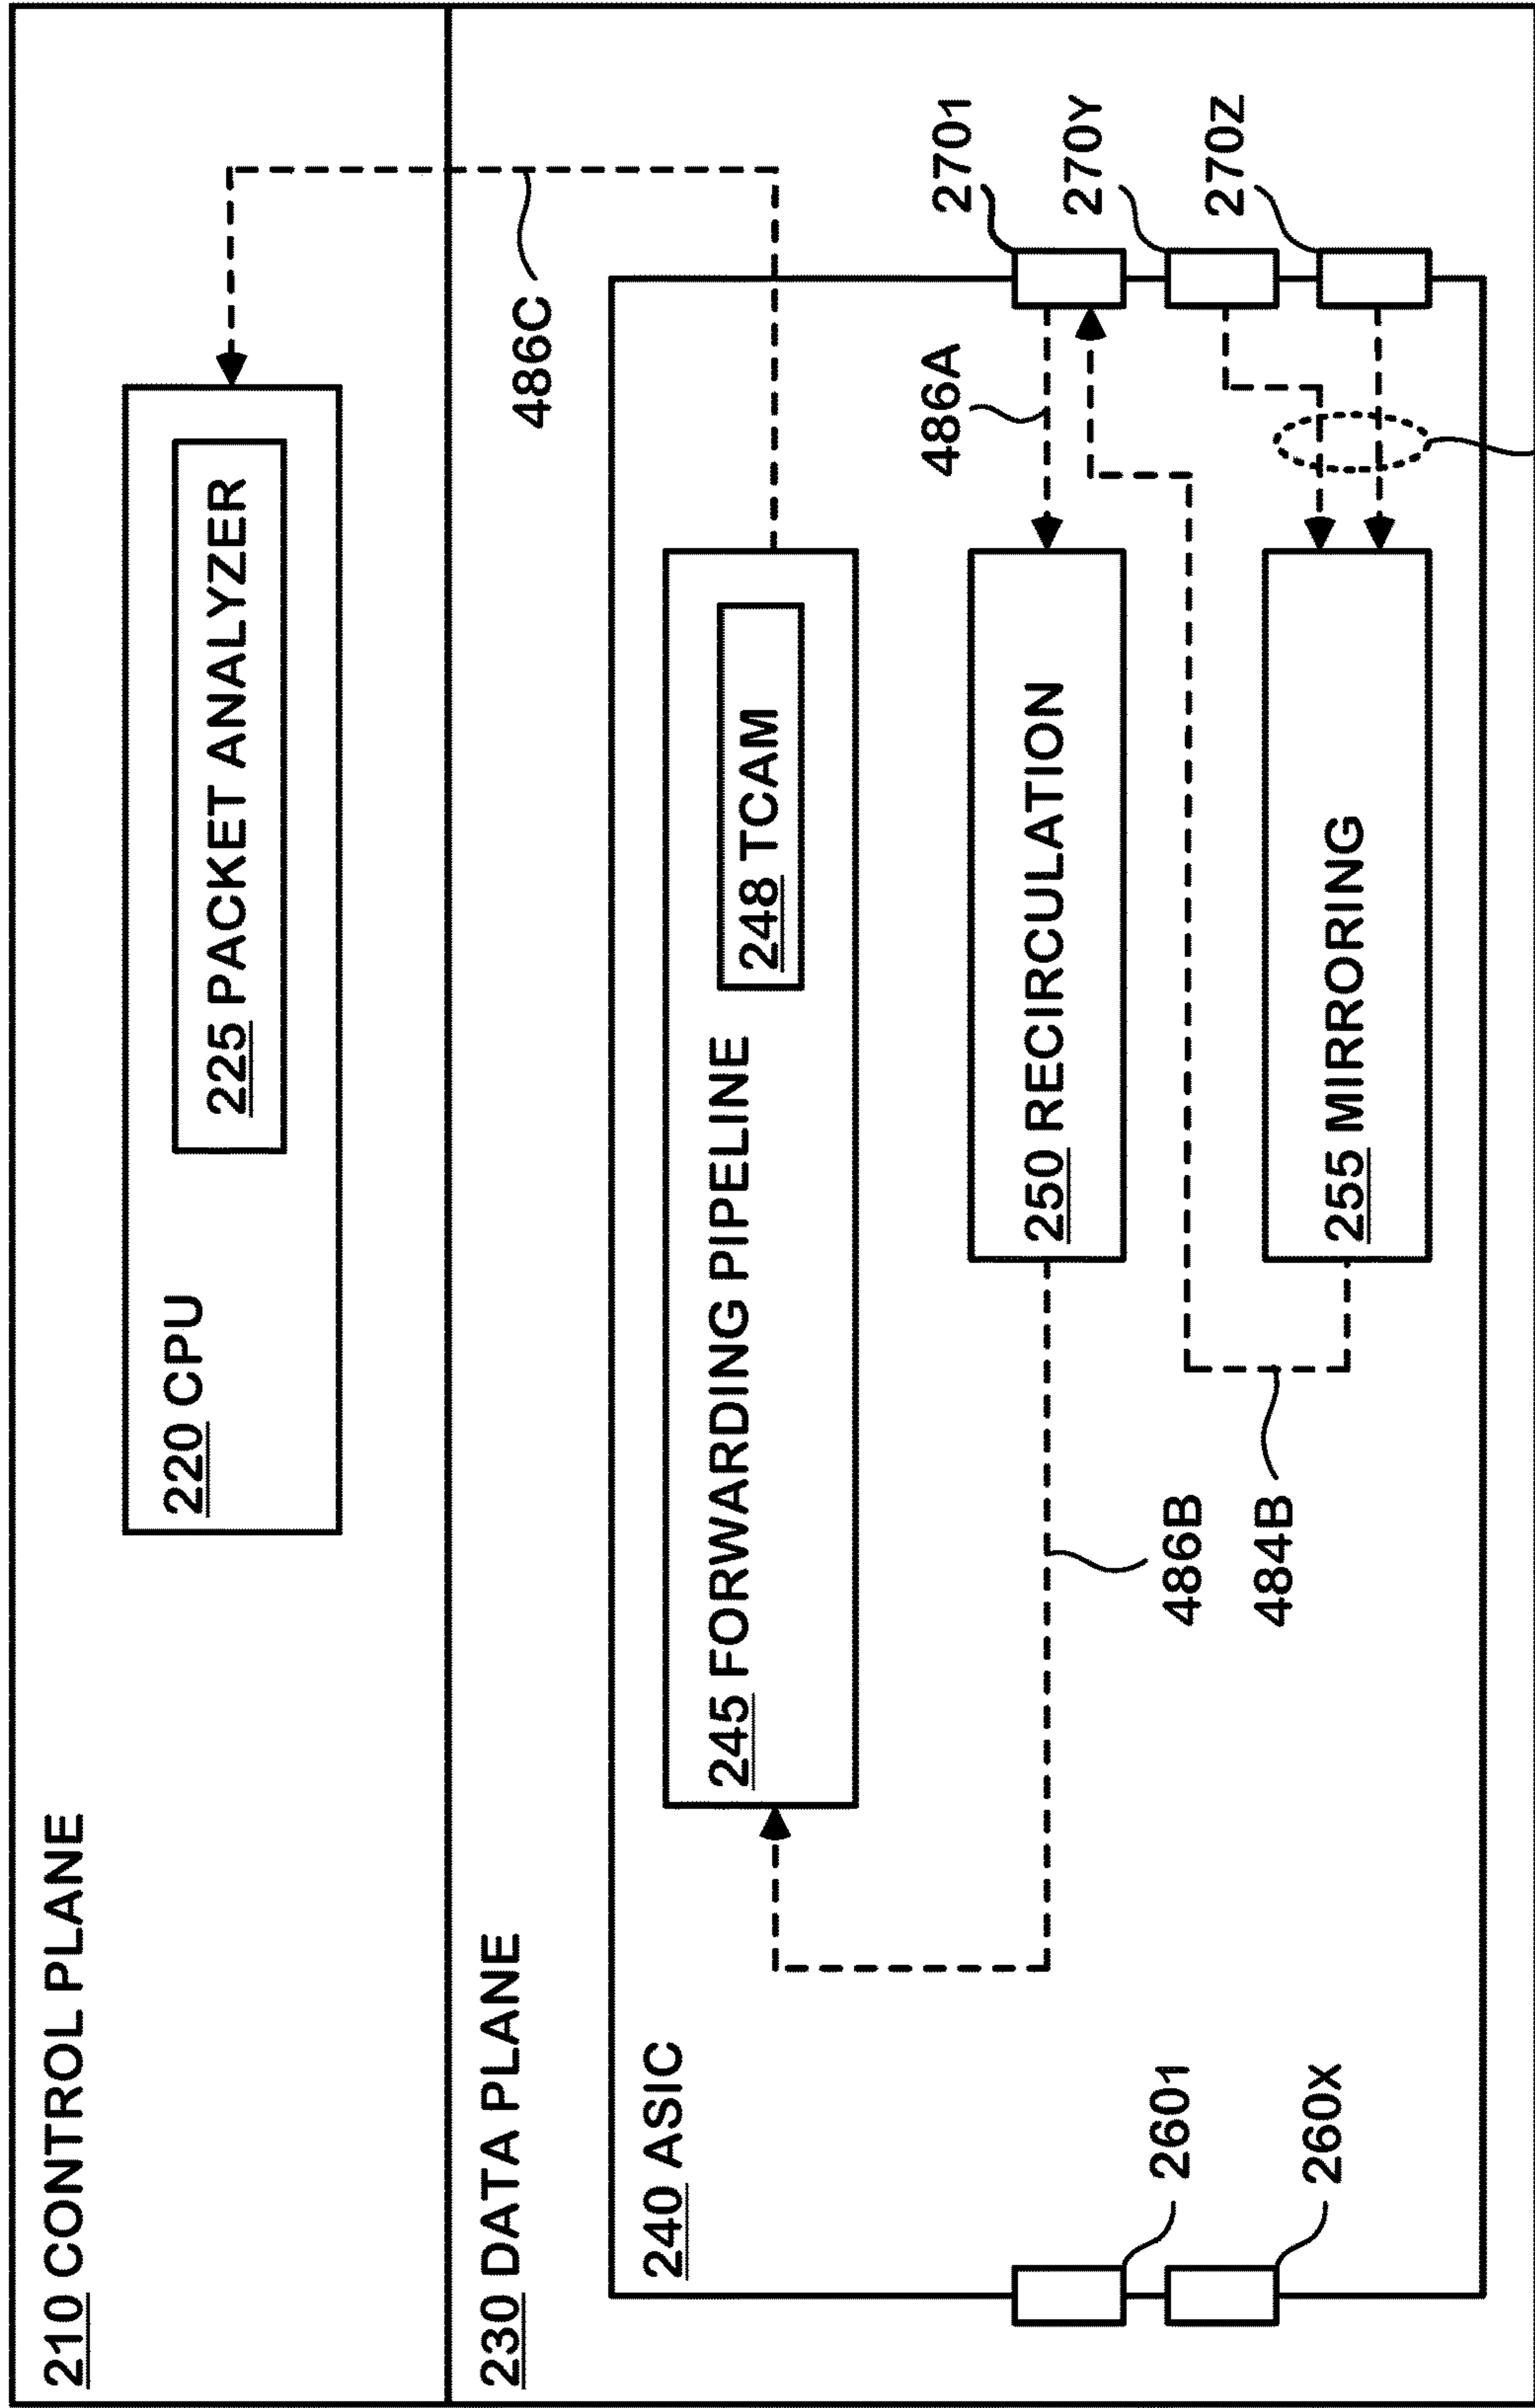 210 CONTROL PLANE
220 CPU
225 PACKET ANALYZER
230 DATA PLANE
486C
240 ASIC
245 FORWARDING PIPELINE
248 TCAM
486A
2701
270Y
270Z
250 RECIRCULATION
255 MIRRORING
486B
484B
2601
260X